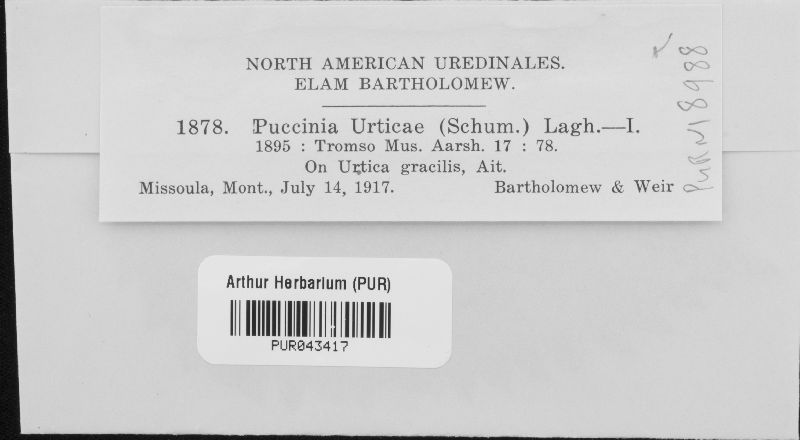 NORTH AMERICAN UREDINALES.
ELAM BARTHOLOMEW.
1878. Puccinia Urticae (Schum.) Lagh.—I.
1895 : Tromso Mus. Aarsh. 17 : 78.
On Urtica gracilis, Ait.
Missoula, Mont., July 14, 1917. Bartholomew & Weir
PUR N18988
Arthur Herbarium (PUR)
PUR043417